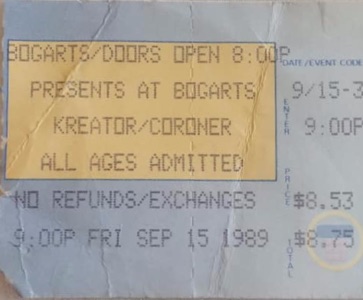 BOGARTS/DOORS OPEN 8:00P
DATE/EVENT CODE
PRESENTS AT BOGARTS 9/15-3
KREATOR/CORONER ENTER 9:00P
ALL AGES ADMITTED
NO REFUNDS/EXCHANGES PRICE $8.53
9:00P FRI SEP 15 1989 TOTAL $8.75